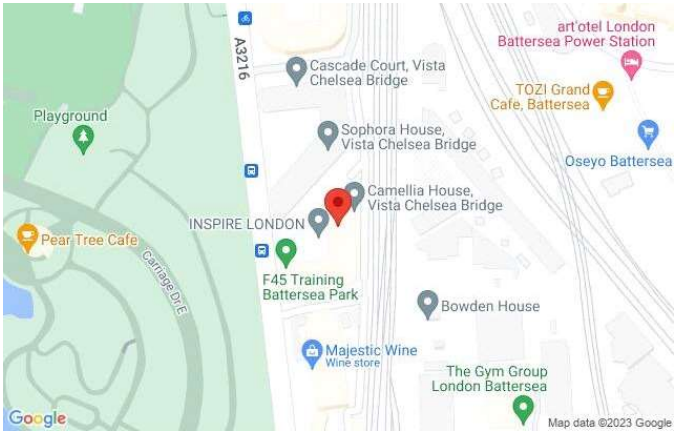 art'otel London
Battersea Power Station
A3216
Cascade Court, Vista
Chelsea Bridge
TOZI Grand
Cafe, Battersea
Playground
Sophora House,
Vista Chelsea Bridge
Oseyo Battersea
Camellia House,
Vista Chelsea Bridge
INSPIRE LONDON
Pear Tree Cafe
Carriage Dr E
F45 Training
Battersea Park
Bowden House
Majestic Wine
Wine store
The Gym Group
London Battersea
Google
Map data ©2023 Google